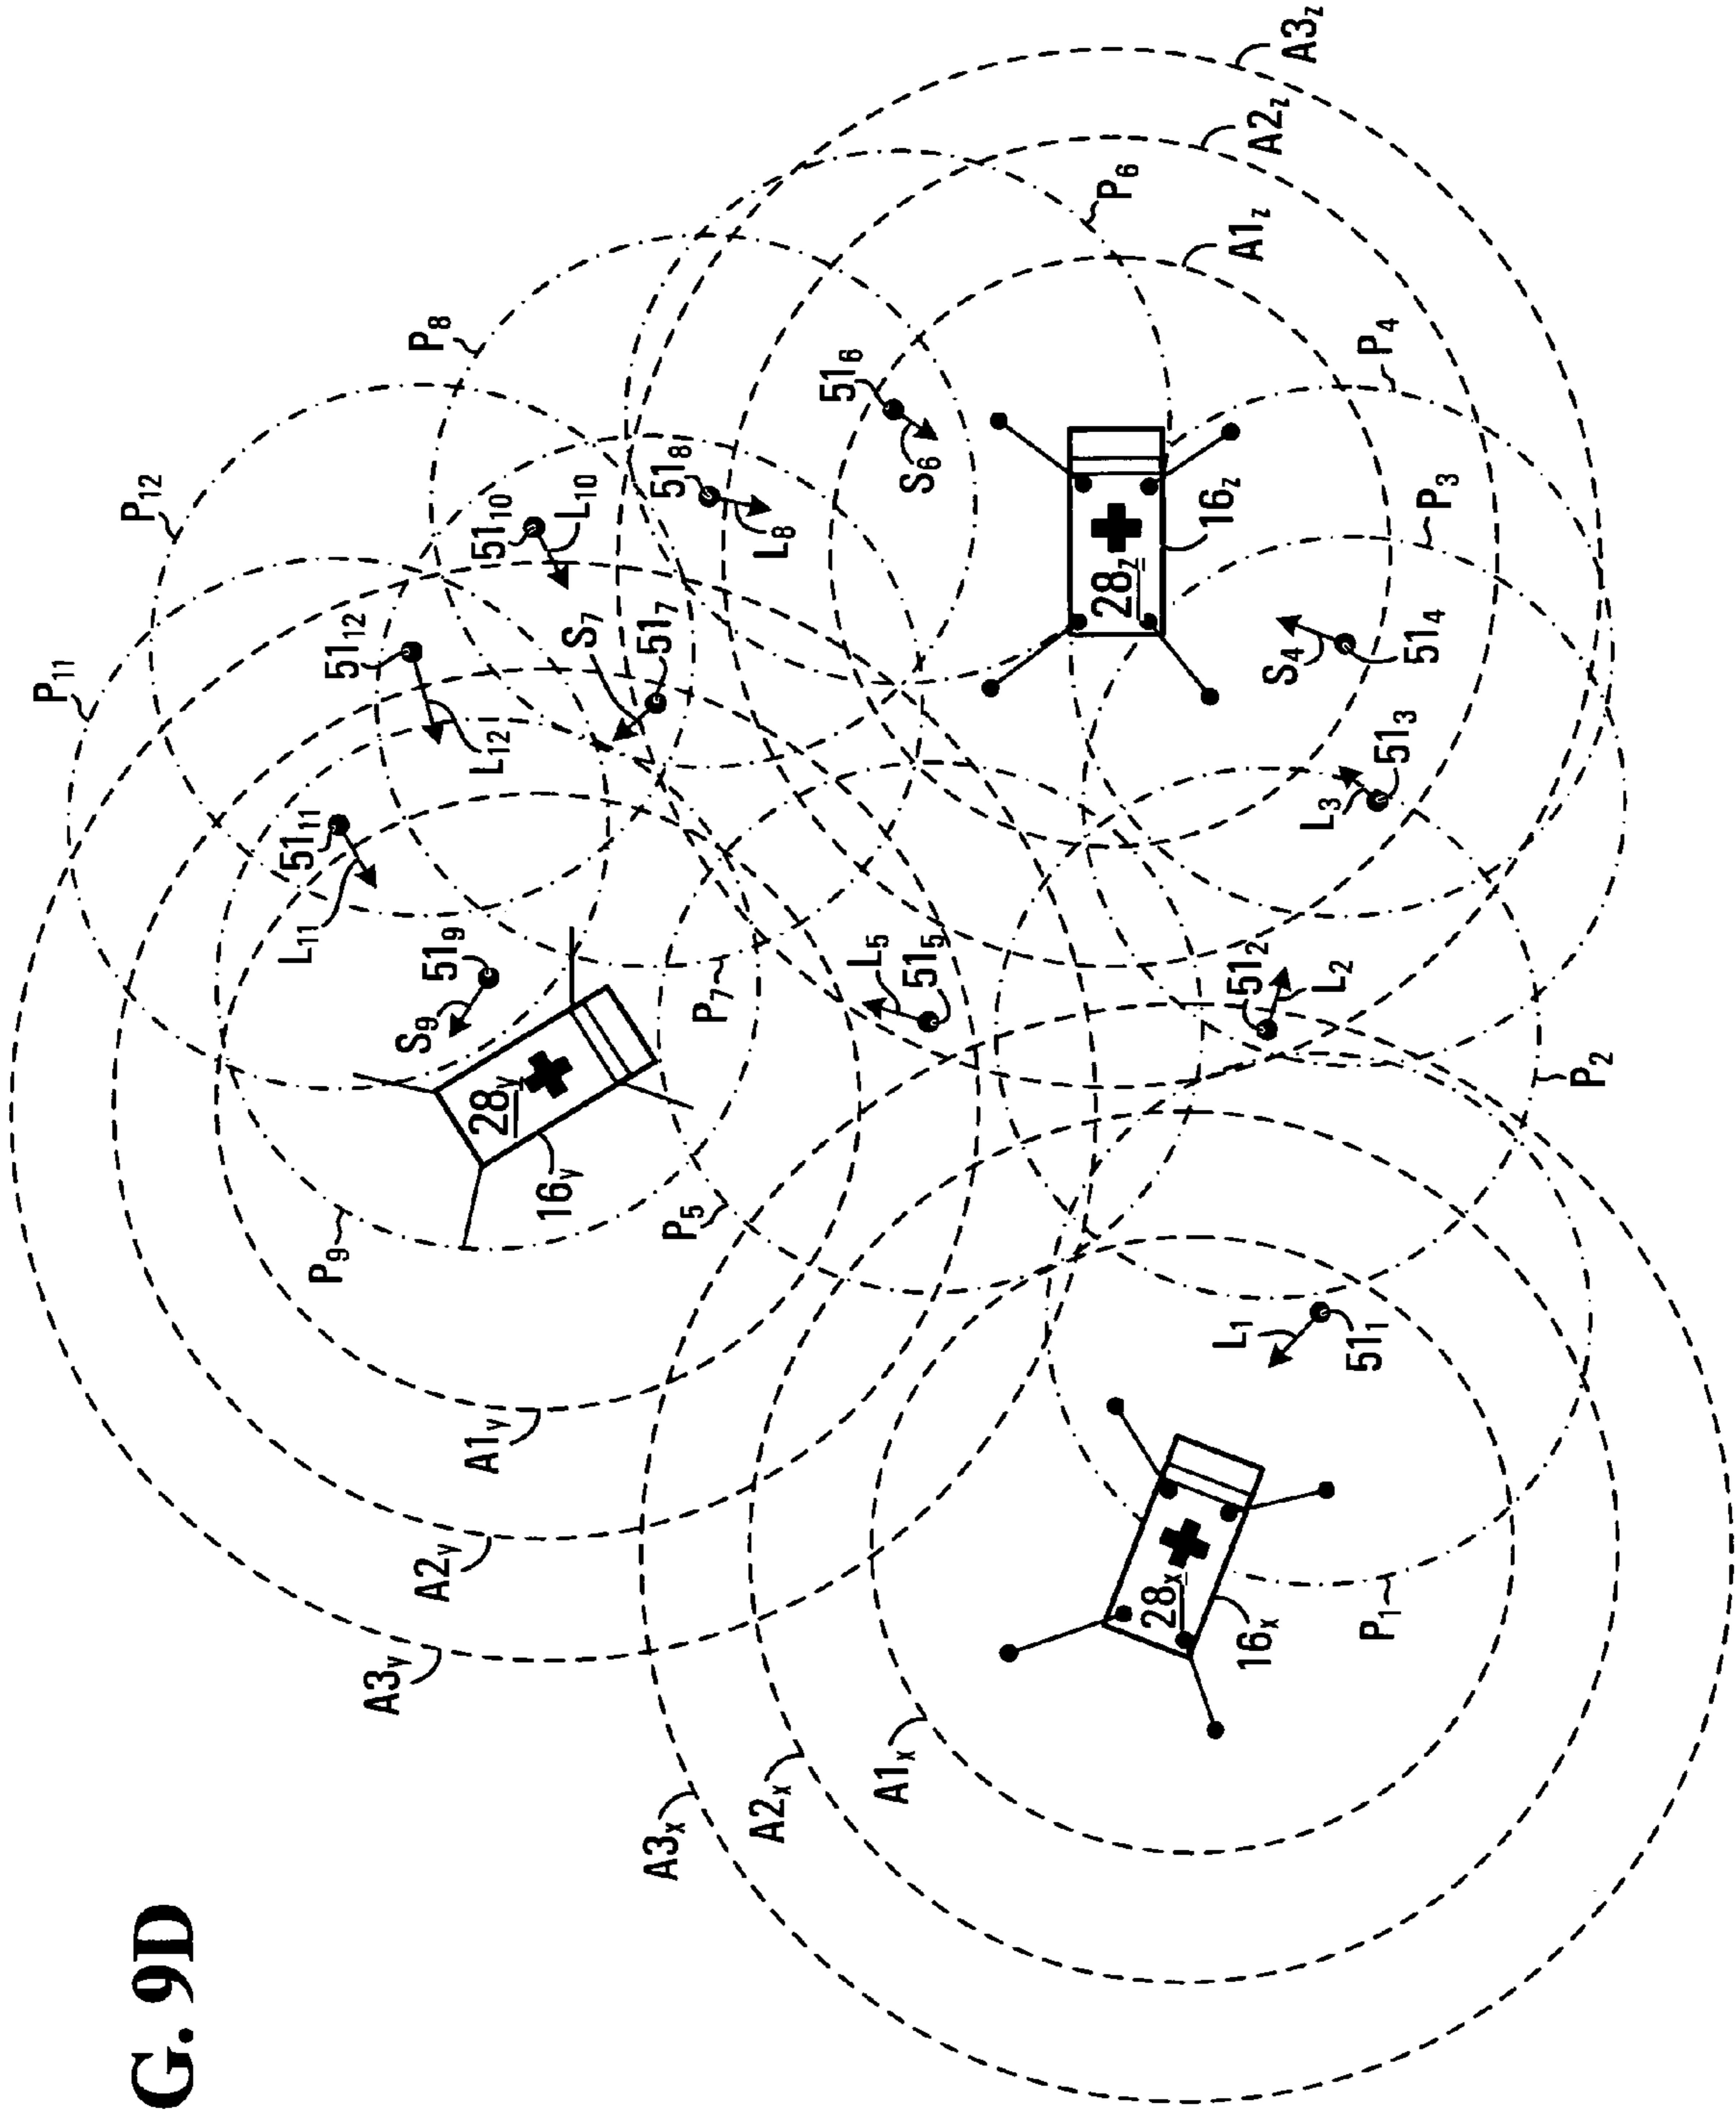 G. 9D
A3z
A2z
P6
A1z
P8
P4
P12
516
S6
P3
5110
L10
518
L8
16z
28z
P11
5112
S7
517
S4
514
L12
5111
L3
513
L11
519
S9
L5
515
P7
512
L2
28y
16y
P5
P2
P9
L1
511
A1y
A2y
A3y
28x
16x
P1
A1x
A2x
A3x